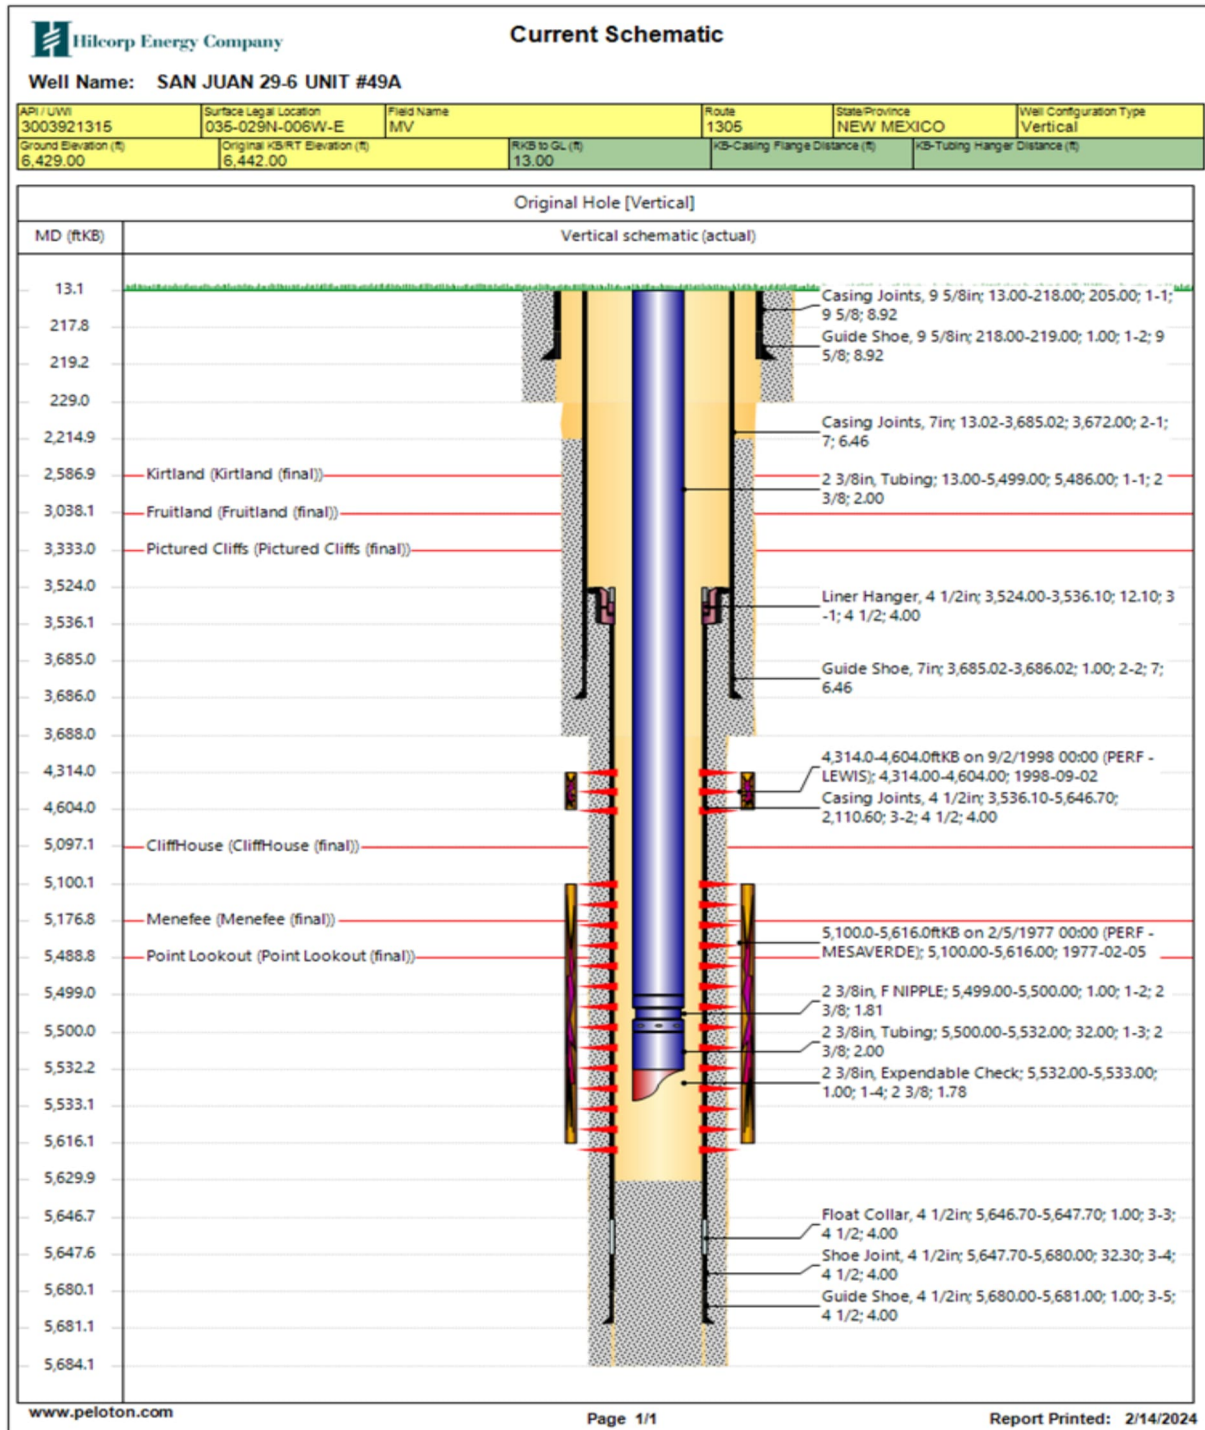 Hilcorp Energy Company
Current Schematic
Well Name: SAN JUAN 29-6 UNIT #49A
API / UWI
3003921315
Surface Legal Location
035-029N-006W-E
Field Name
MV
Route
1305
State/Province
NEW MEXICO
Well Configuration Type
Vertical
Ground Elevation (ft)
6,429.00
Original KB/RT Elevation (ft)
6,442.00
RKB to GL (ft)
13.00
KB-Casing Flange Distance (ft)
KB-Tubing Hanger Distance (ft)
Original Hole [Vertical]
MD (ftKB)
Vertical schematic (actual)
13.1
217.8
219.2
229.0
2,214.9
2,586.9
3,038.1
3,333.0
3,524.0
3,536.1
3,685.0
3,686.0
3,688.0
4,314.0
4,604.0
5,097.1
5,100.1
5,176.8
5,488.8
5,499.0
5,500.0
5,532.2
5,533.1
5,616.1
5,629.9
5,646.7
5,647.6
5,680.1
5,681.1
5,684.1
Kirtland (Kirtland (final))
Fruitland (Fruitland (final))
Pictured Cliffs (Pictured Cliffs (final))
CliffHouse (CliffHouse (final))
Menefee (Menefee (final))
Point Lookout (Point Lookout (final))
Casing Joints, 9 5/8in; 13.00-218.00; 205.00; 1-1;
9 5/8; 8.92
Guide Shoe, 9 5/8in; 218.00-219.00; 1.00; 1-2; 9
5/8; 8.92
Casing Joints, 7in; 13.02-3,685.02; 3,672.00; 2-1;
7; 6.46
2 3/8in, Tubing; 13.00-5,499.00; 5,486.00; 1-1; 2
3/8; 2.00
Liner Hanger, 4 1/2in; 3,524.00-3,536.10; 12.10; 3
-1; 4 1/2; 4.00
Guide Shoe, 7in; 3,685.02-3,686.02; 1.00; 2-2; 7;
6.46
4,314.0-4,604.0ftKB on 9/2/1998 00:00 (PERF -
LEWIS); 4,314.00-4,604.00; 1998-09-02
Casing Joints, 4 1/2in; 3,536.10-5,646.70;
2,110.60; 3-2; 4 1/2; 4.00
5,100.0-5,616.0ftKB on 2/5/1977 00:00 (PERF -
MESAVERDE); 5,100.00-5,616.00; 1977-02-05
2 3/8in, F NIPPLE; 5,499.00-5,500.00; 1.00; 1-2; 2
3/8; 1.81
2 3/8in, Tubing; 5,500.00-5,532.00; 32.00; 1-3; 2
3/8; 2.00
2 3/8in, Expendable Check; 5,532.00-5,533.00;
1.00; 1-4; 2 3/8; 1.78
Float Collar, 4 1/2in; 5,646.70-5,647.70; 1.00; 3-3;
4 1/2; 4.00
Shoe Joint, 4 1/2in; 5,647.70-5,680.00; 32.30; 3-4;
4 1/2; 4.00
Guide Shoe, 4 1/2in; 5,680.00-5,681.00; 1.00; 3-5;
4 1/2; 4.00
www.peloton.com
Page 1/1
Report Printed: 2/14/2024